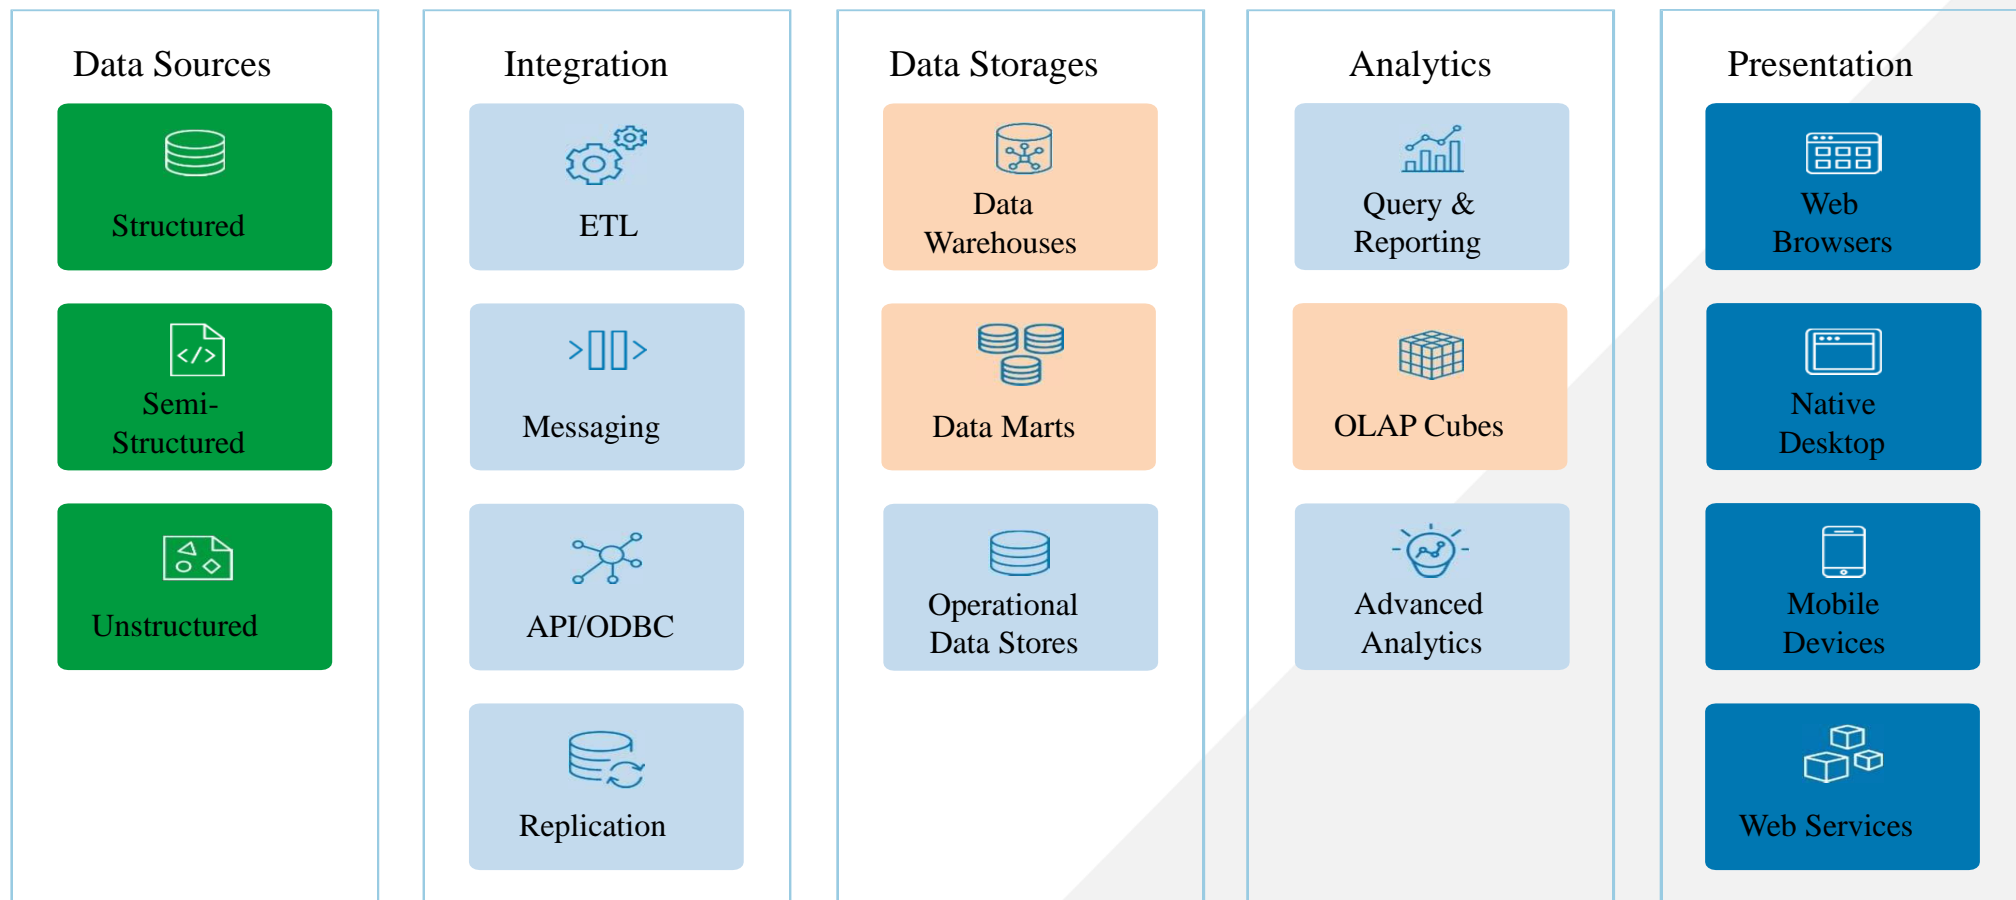 Data Sources
Structured
Semi-
Structured
Unstructured
Integration
ETL
Messaging
API/ODBC
Replication
Data Storages
Data
Warehouses
Data Marts
Operational
Data Stores
Analytics
Query &
Reporting
OLAP Cubes
Advanced
Analytics
Presentation
Web
Browsers
Native
Desktop
Mobile
Devices
Web Services